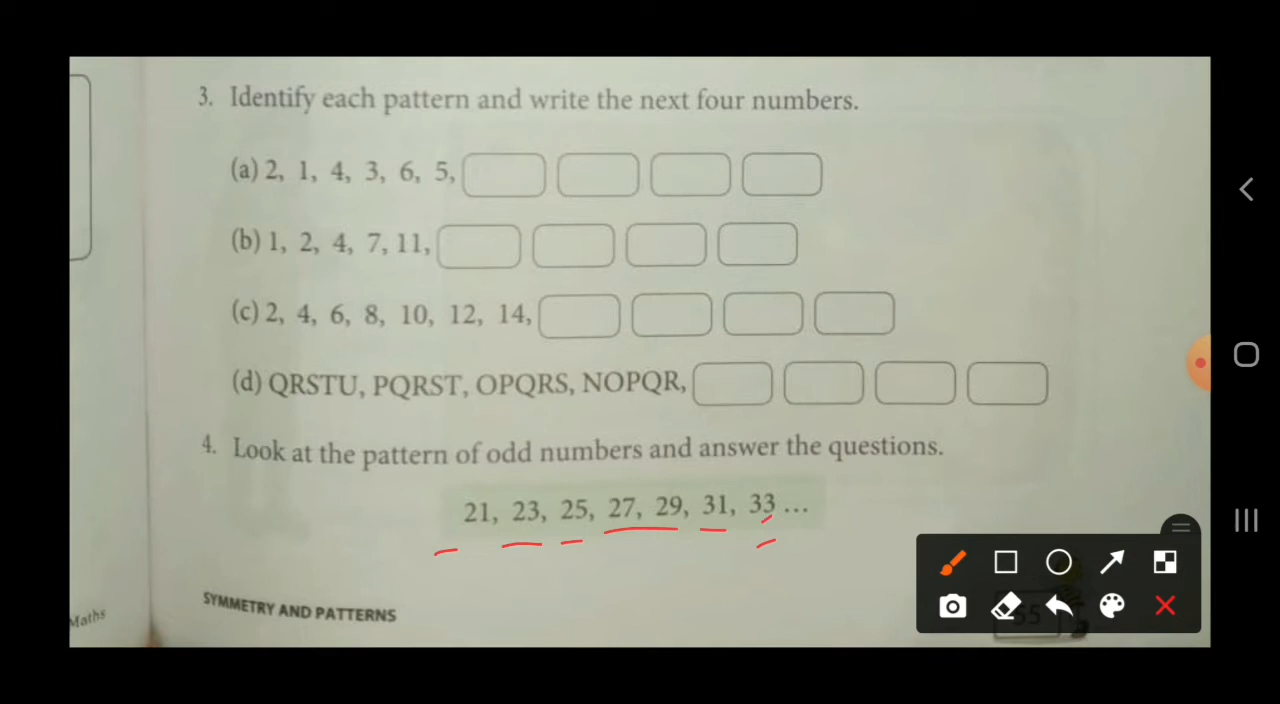 3. Identify each pattern and write the next four numbers.
(a) 2, 1, 4, 3, 6, 5,
(b) 1, 2, 4, 7, 11,
(c) 2, 4, 6, 8, 10, 12, 14,
(d) QRSTU, PQRST, OPQRS, NOPQR,
4. Look at the pattern of odd numbers and answer the questions.
21, 23, 25, 27, 29, 31, 33 ...
SYMMETRY AND PATTERNS
Maths
55